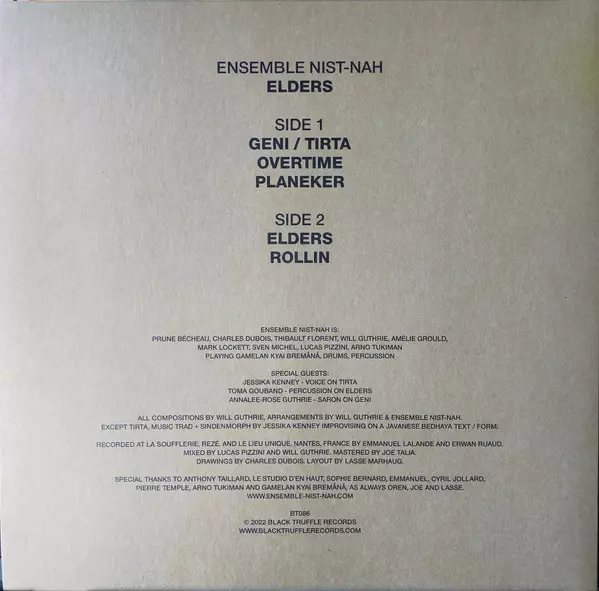 ENSEMBLE NIST-NAH
ELDERS
SIDE 1
GENI / TIRTA
OVERTIME
PLANEKER
SIDE 2
ELDERS
ROLLIN
ENSEMBLE NIST-NAH IS:
PRUNE BÉCHEAU, CHARLES DUBOIS, THIBAULT FLORENT, WILL GUTHRIE, AMÉLIE GROULD,
MARK LOCKETT, SVEN MICHEL, LUCAS PIZZINI, ARNO TUKIMAN
PLAYING GAMELAN KYAI BREMÅNÅ, DRUMS, PERCUSSION
SPECIAL GUESTS:
JESSIKA KENNEY - VOICE ON TIRTA
TOMA GOUBAND - PERCUSSION ON ELDERS
ANNALEE-ROSE GUTHRIE - SARON ON GENI
ALL COMPOSITIONS BY WILL GUTHRIE, ARRANGEMENTS BY WILL GUTHRIE & ENSEMBLE NIST-NAH.
EXCEPT TIRTA, MUSIC TRAD + SINDENMORPH BY JESSIKA KENNEY IMPROVISING ON A JAVANESE BEDHAYA TEXT / FORM.
RECORDED AT LA SOUFFLERIE, REZÉ, AND LE LIEU UNIQUE, NANTES, FRANCE BY EMMANUEL LALANDE AND ERWAN RUAUD.
MIXED BY LUCAS PIZZINI AND WILL GUTHRIE. MASTERED BY JOE TALIA.
DRAWINGS BY CHARLES DUBOIS. LAYOUT BY LASSE MARHAUG.
SPECIAL THANKS TO ANTHONY TAILLARD, LE STUDIO D'EN HAUT, SOPHIE BERNARD, EMMANUEL, CYRIL JOLLARD,
PIERRE TEMPLE, ARNO TUKIMAN AND GAMELAN KYAI BREMÅNÅ, AS ALWAYS OREN, JOE AND LASSE.
WWW.ENSEMBLE-NIST-NAH.COM
BT086
© 2022 BLACK TRUFFLE RECORDS
WWW.BLACKTRUFFLERECORDS.COM